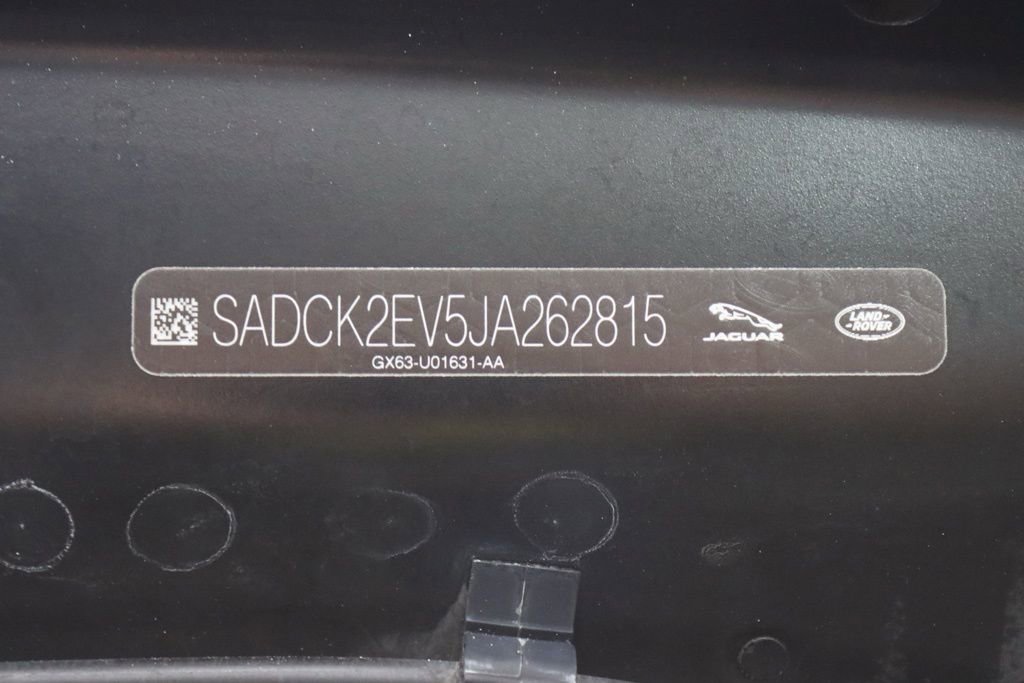 SADCK2EV5JA262815
GX63-U01631-AA
JAGUAR
LAND
ROVER